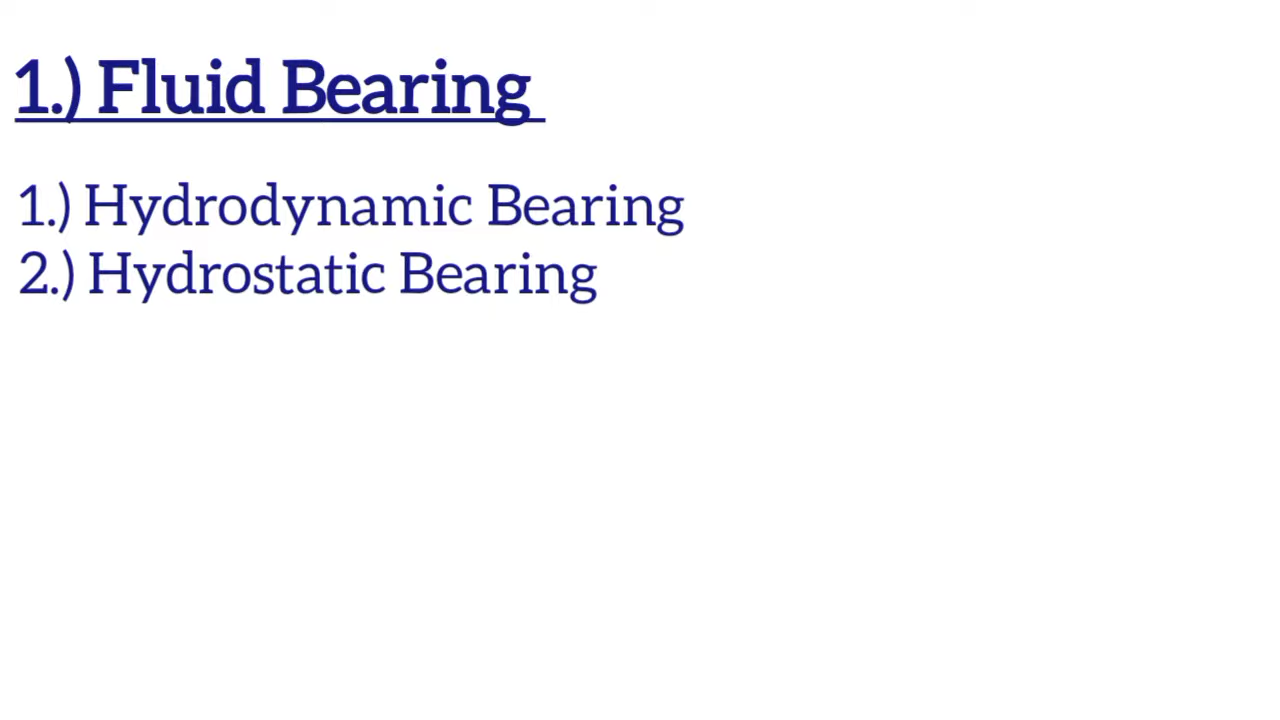 1.) Fluid Bearing
1.) Hydrodynamic Bearing
2.) Hydrostatic Bearing